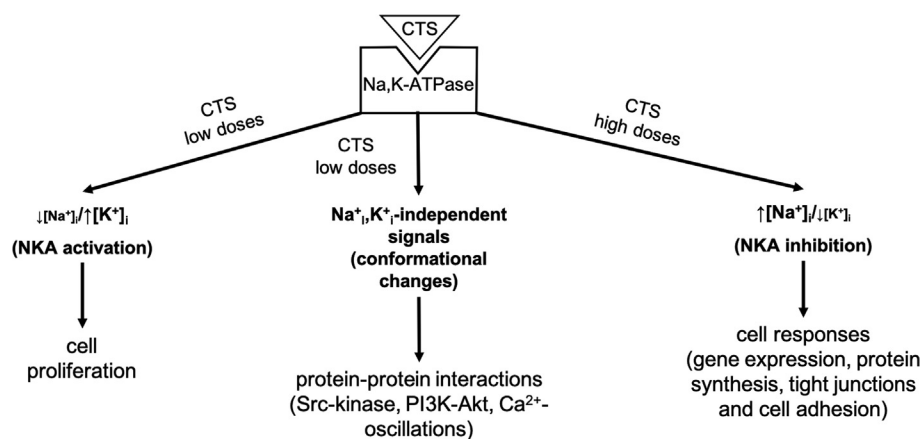 CTS
Na,K-ATPase
CTS
low doses
CTS
low doses
CTS
high doses
↓[Na⁺]ᵢ/↑[K⁺]ᵢ
(NKA activation)
Na⁺ᵢ,K⁺ᵢ-independent
signals
(conformational
changes)
↑[Na⁺]ᵢ/↓[K⁺]ᵢ
(NKA inhibition)
cell
proliferation
protein-protein interactions
(Src-kinase, PI3K-Akt, Ca²⁺-
oscillations)
cell responses
(gene expression, protein
synthesis, tight junctions
and cell adhesion)